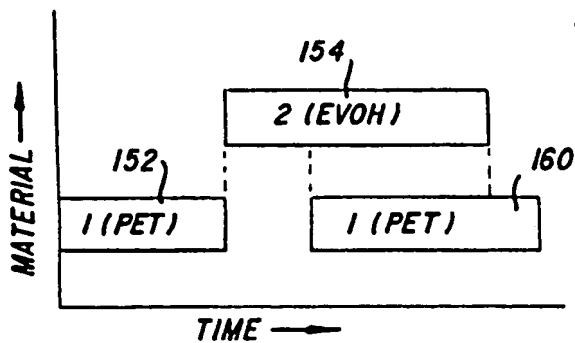 154
2 (EVOH)
152
160
1 (PET)
1 (PET)
MATERIAL
TIME